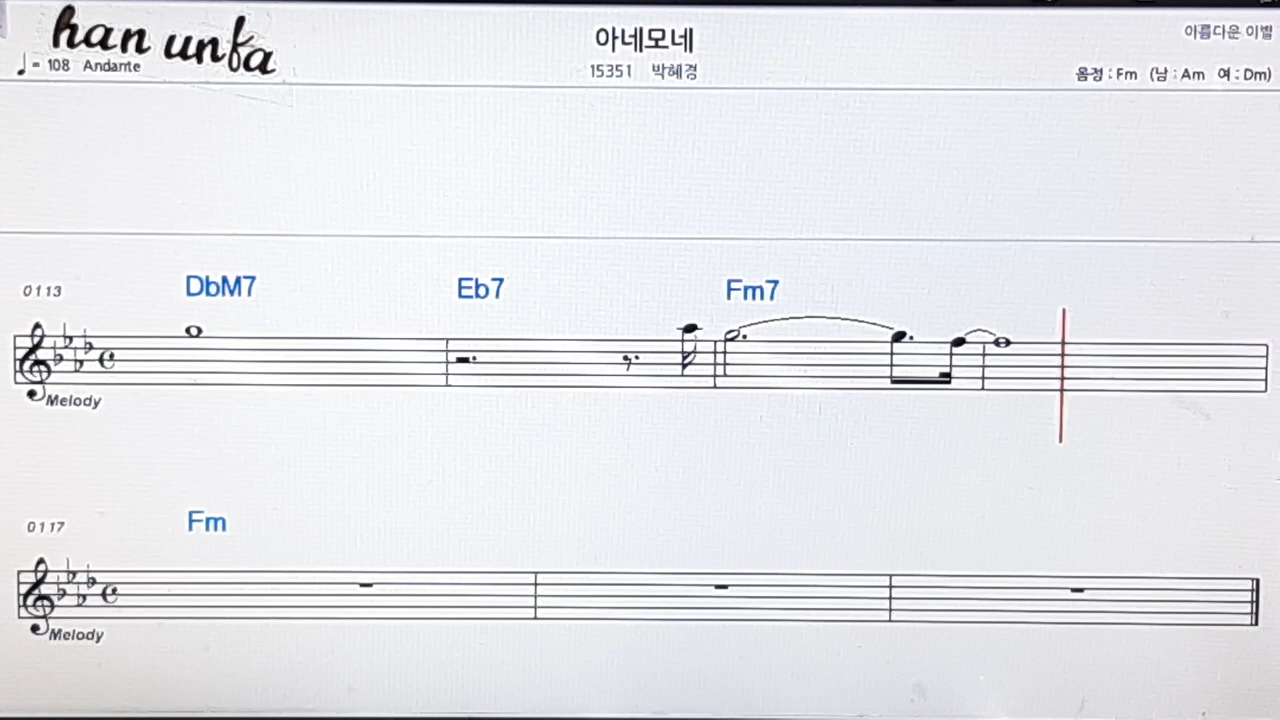 han unfa
아네모네
이름다운 이별
♩= 108 Andante
15351 박혜경
음정 : Fm (남 : Am 여 : Dm)
0113
DbM7 Eb7 Fm7
Melody
0117
Fm
Melody